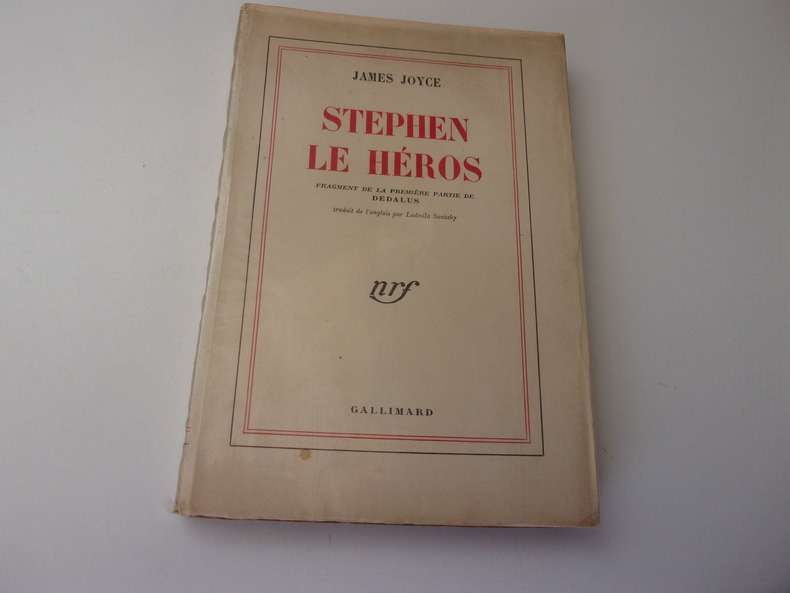 JAMES JOYCE
STEPHEN
LE HÉROS
FRAGMENT DE LA PREMIÈRE PARTIE DE
DEDALUS
traduit de l'anglais par Ludmila Savitzky
nrf
GALLIMARD